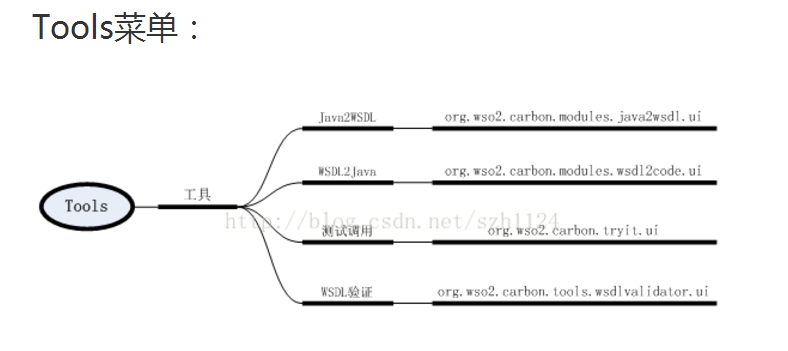 Tools菜单：
Java2WSDL
org.wso2.carbon.modules.java2wsdl.ui
WSDL2Java
org.wso2.carbon.modules.wsdl2code.ui
工具
Tools
http://blog.csdn.net/szh1124
测试调用
org.wso2.carbon.tryit.ui
WSDL验证
org.wso2.carbon.tools.wsdlvalidator.ui